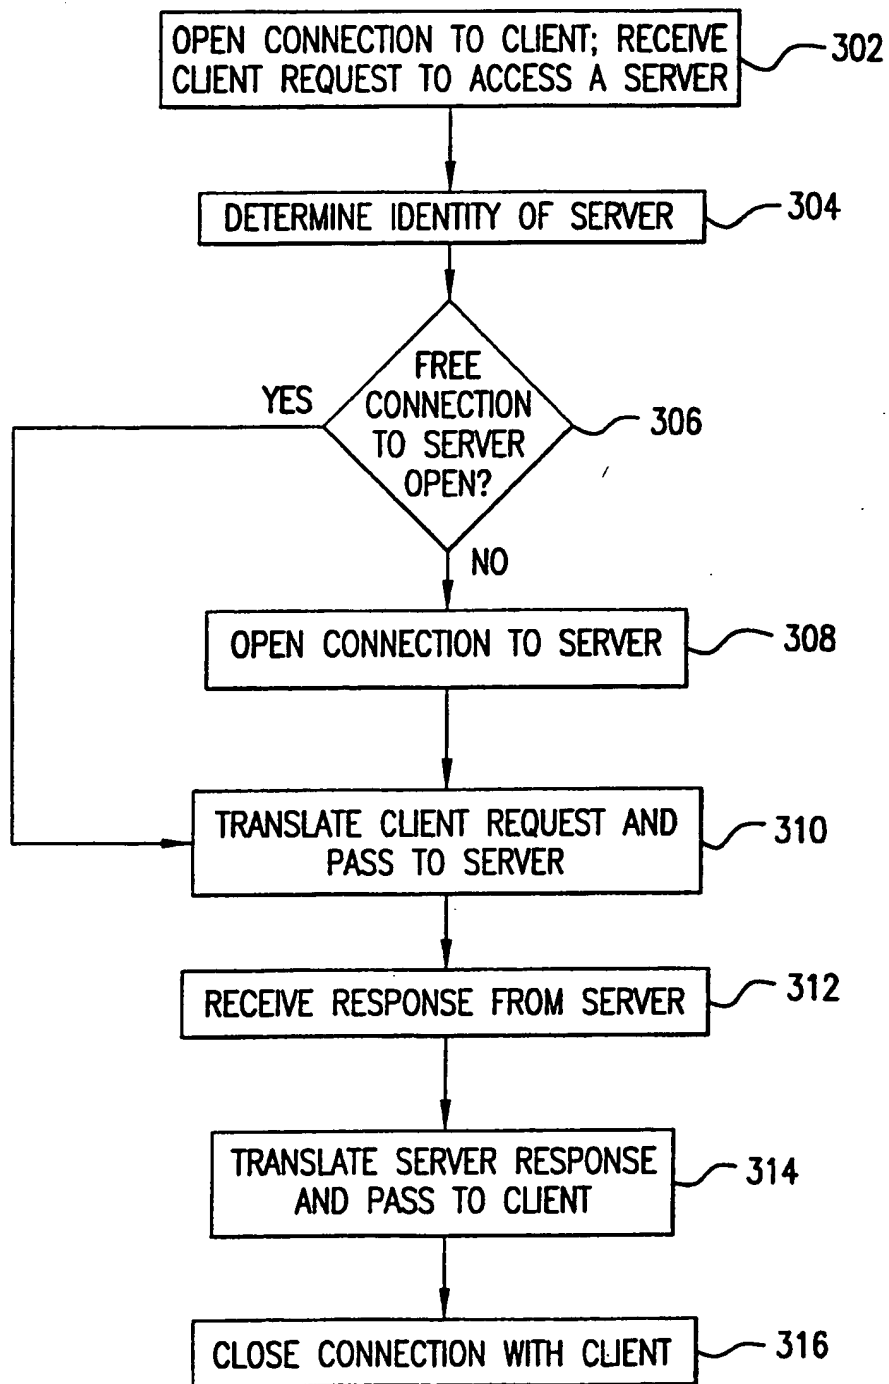 OPEN CONNECTION TO CLIENT; RECEIVE
CLIENT REQUEST TO ACCESS A SERVER
302
DETERMINE IDENTITY OF SERVER
304
FREE
CONNECTION
TO SERVER
OPEN?
YES
306
NO
OPEN CONNECTION TO SERVER
308
TRANSLATE CLIENT REQUEST AND
PASS TO SERVER
310
RECEIVE RESPONSE FROM SERVER
312
TRANSLATE SERVER RESPONSE
AND PASS TO CLIENT
314
CLOSE CONNECTION WITH CLIENT
316